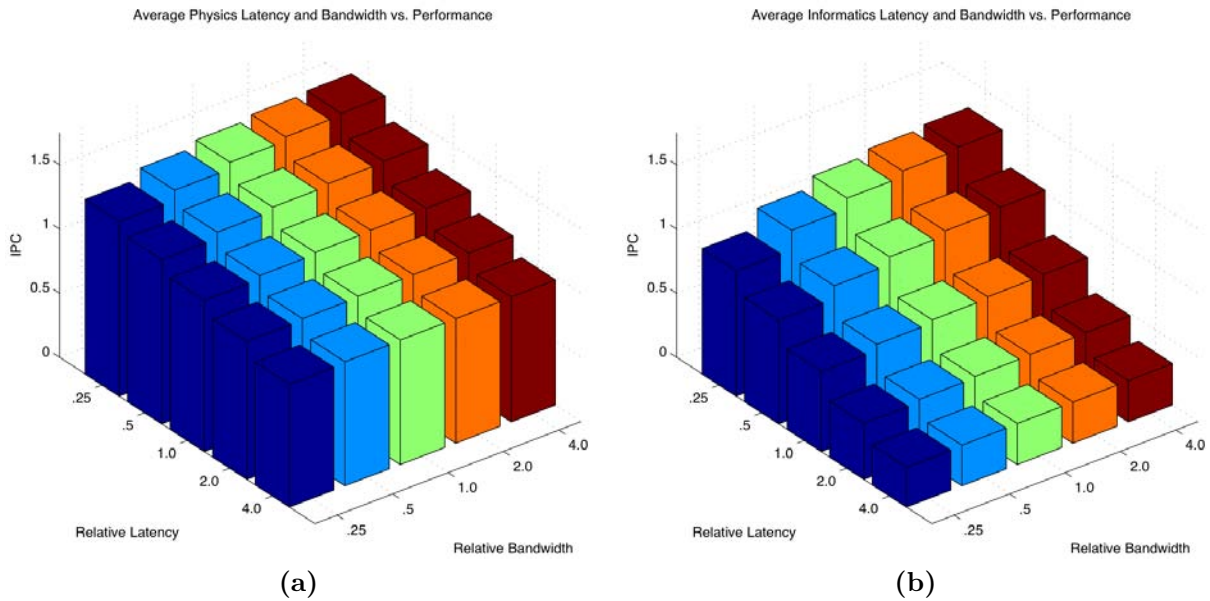 Average Physics Latency and Bandwidth vs. Performance
1.5
1
0.5
0
IPC
.25
.5
1.0
2.0
4.0
Relative Latency
.25
.5
1.0
2.0
4.0
Relative Bandwidth
(a)
Average Informatics Latency and Bandwidth vs. Performance
1.5
1
0.5
0
IPC
.25
.5
1.0
2.0
4.0
Relative Latency
.25
.5
1.0
2.0
4.0
Relative Bandwidth
(b)